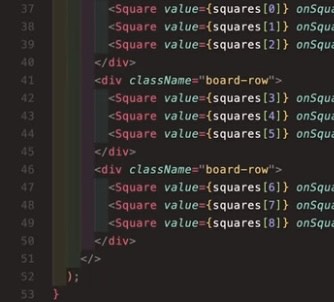 37 <Square value={squares[0]} onSqua
38 <Square value={squares[1]} onSqua
39 <Square value={squares[2]} onSqua
40 </div>
41 <div className="board-row">
42 <Square value={squares[3]} onSqua
43 <Square value={squares[4]} onSqua
44 <Square value={squares[5]} onSqua
45 </div>
46 <div className="board-row">
47 <Square value={squares[6]} onSqua
48 <Square value={squares[7]} onSqua
49 <Square value={squares[8]} onSqua
50 </div>
51 </>
52 );
53 }